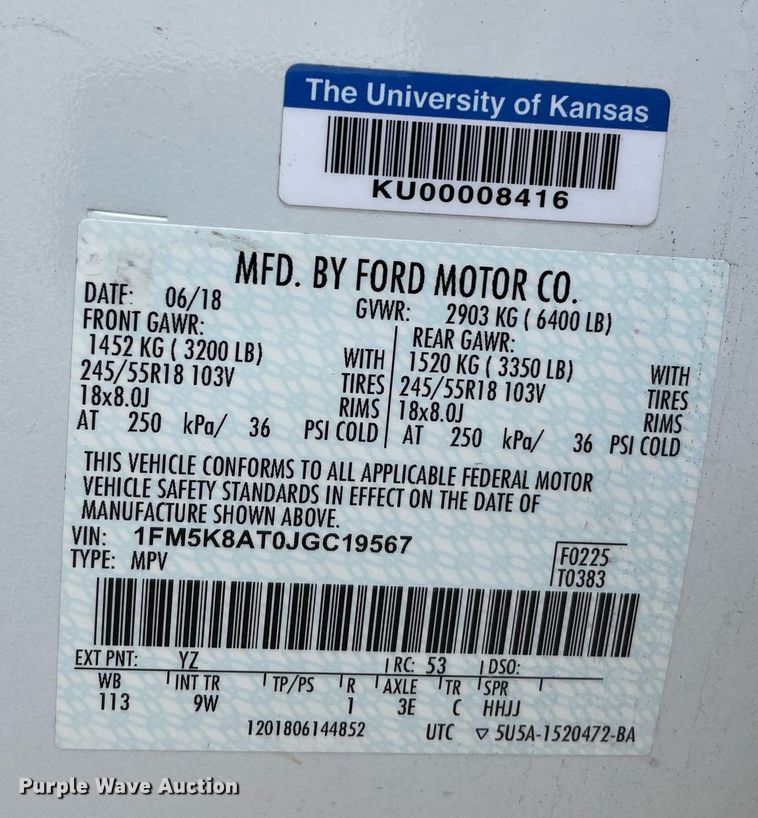 The University of Kansas
KU00008416
MFD. BY FORD MOTOR CO.
DATE: 06/18 GVWR: 2903 KG ( 6400 LB)
FRONT GAWR: REAR GAWR:
1452 KG ( 3200 LB) WITH 1520 KG ( 3350 LB) WITH
245/55R18 103V TIRES 245/55R18 103V TIRES
18x8.0J RIMS 18x8.0J RIMS
AT 250 kPa/ 36 PSI COLD AT 250 kPa/ 36 PSI COLD
THIS VEHICLE CONFORMS TO ALL APPLICABLE FEDERAL MOTOR
VEHICLE SAFETY STANDARDS IN EFFECT ON THE DATE OF
MANUFACTURE SHOWN ABOVE.
VIN: 1FM5K8AT0JGC19567
TYPE: MPV F0225
T0383
EXT PNT: YZ RC: 53 DSO:
WB INT TR TP/PS R AXLE TR SPR
113 9W 1 3E C HHJJ
1201806144852 UTC ▽ 5U5A-1520472-BA
Purple Wave Auction